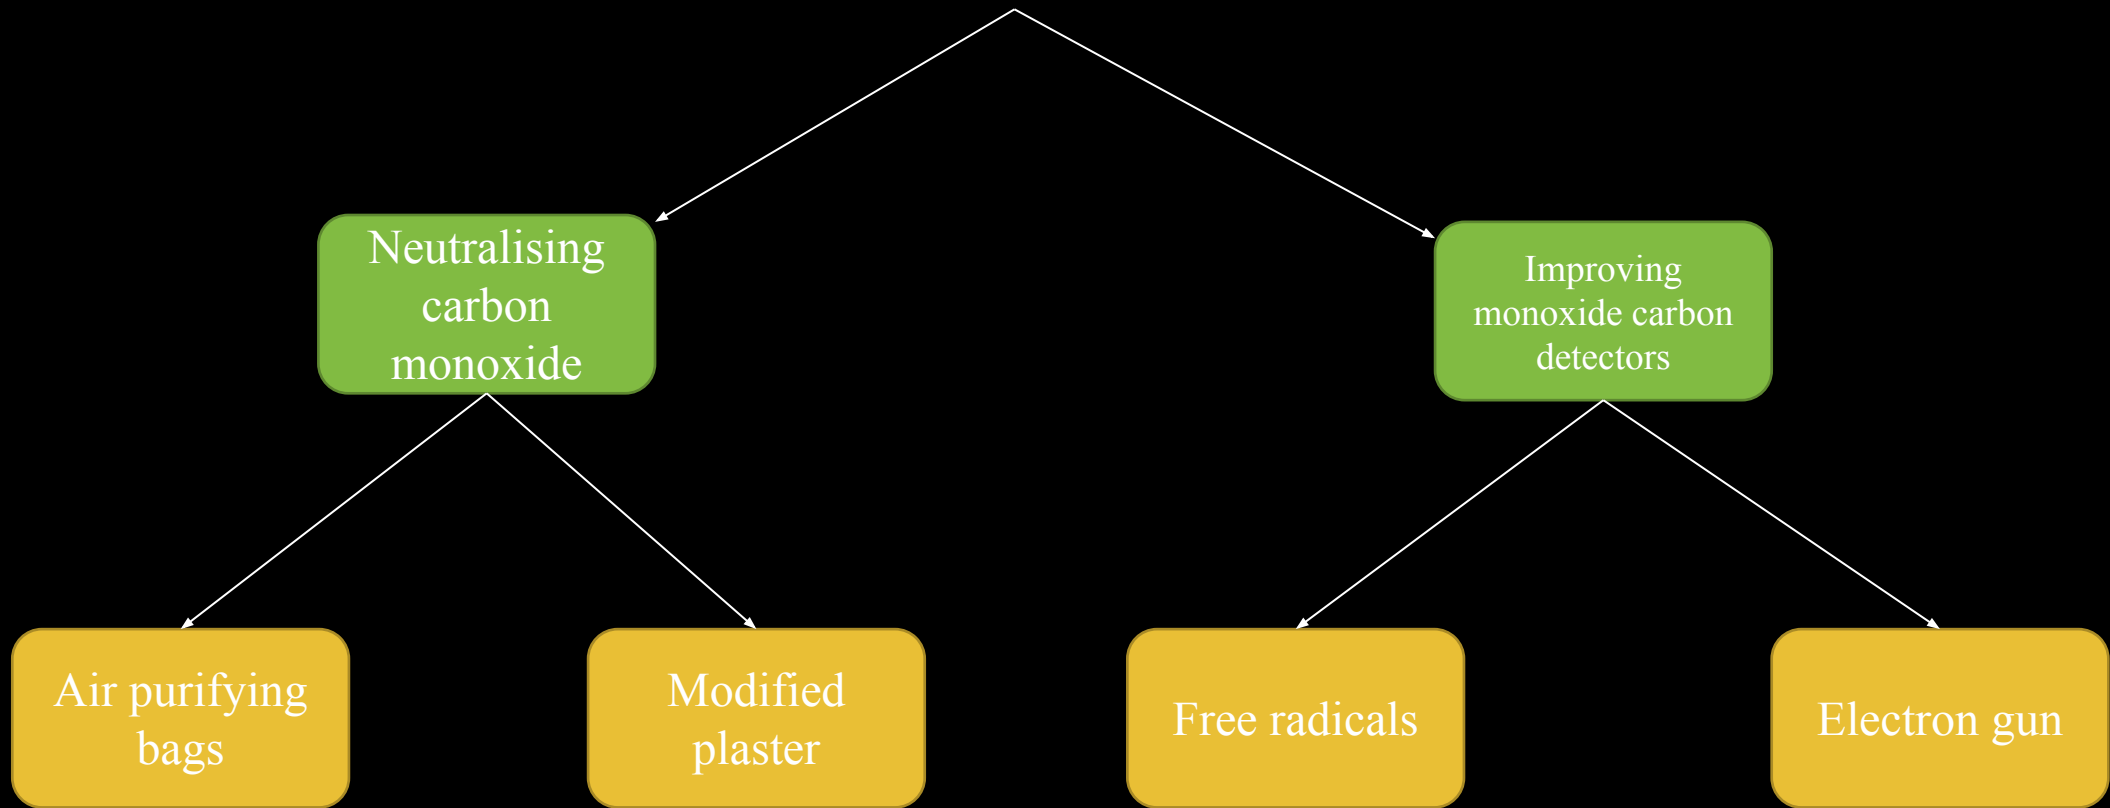 Neutralising
carbon
monoxide
Improving
monoxide carbon
detectors
Air purifying
bags
Modified
plaster
Free radicals
Electron gun